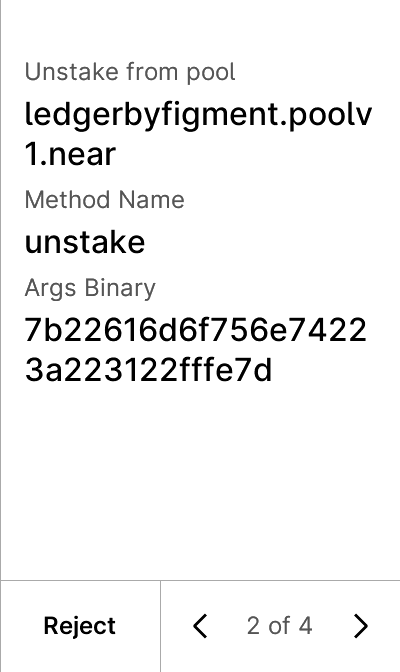 Unstake from pool
ledgerbyfigment.poolv
1.near
Method Name
unstake
Args Binary
7b22616d6f756e7422
3a223122fffe7d
Reject
2 of 4